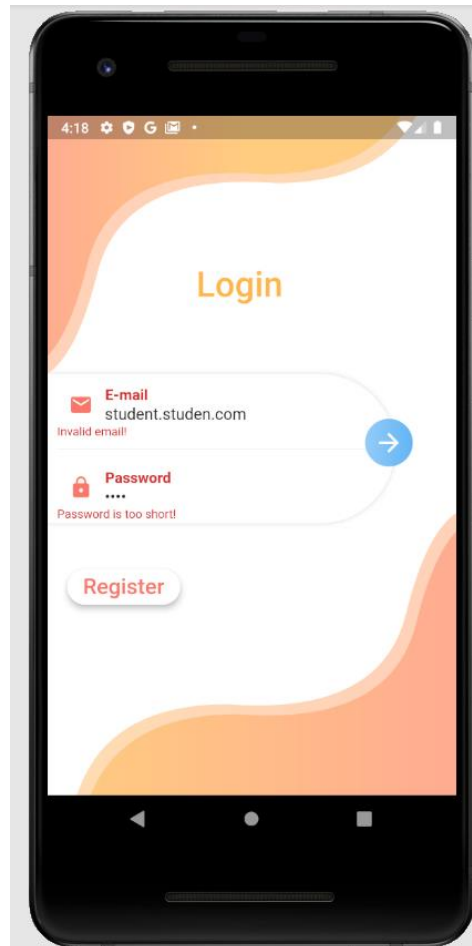 4:18 G
Login
E-mail
student.studen.com
Invalid email!
Password
••••
Password is too short!
Register